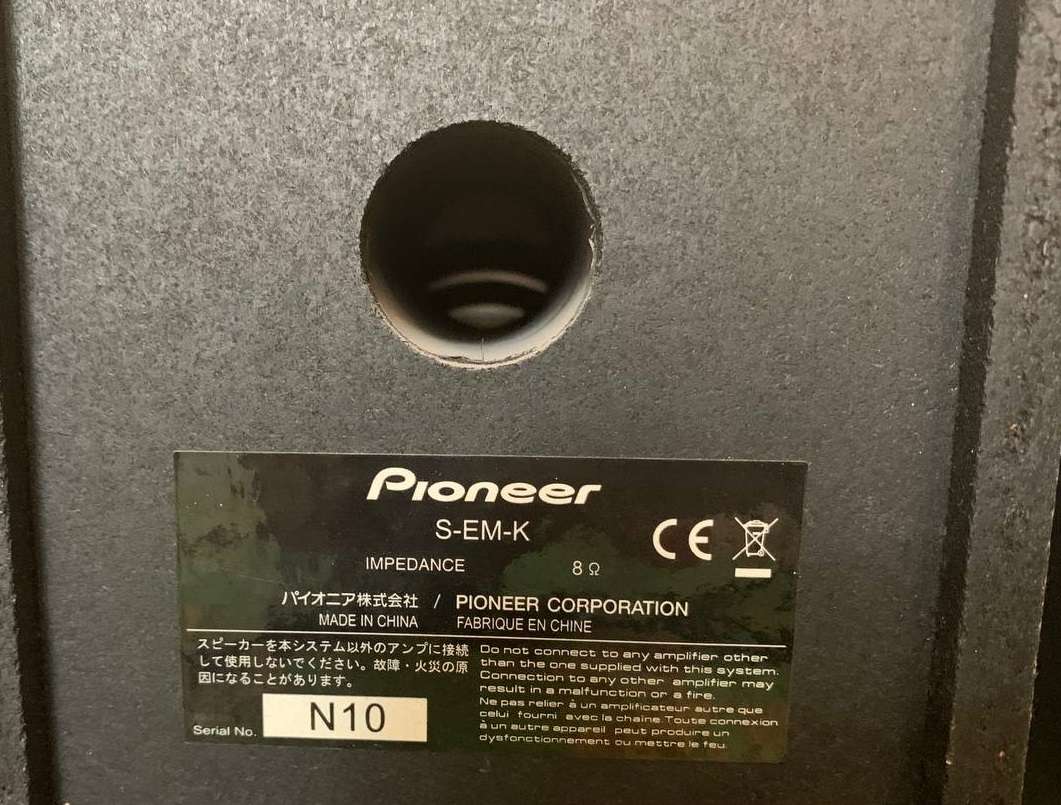 Pioneer
S-EM-K
CE
IMPEDANCE 8 Ω
パイオニア株式会社 / PIONEER CORPORATION
MADE IN CHINA FABRIQUE EN CHINE
スピーカーを本システム以外のアンプに接続
して使用しないでください。故障・火災の原
因になることがあります。
Serial No. N10
Do not connect to any amplifier other
than the one supplied with this system.
Connection to any other amplifier may
result in a malfunction or a fire.
Ne pas relier à un amplificateur autre que
celui fourni avec la chaîne. Toute connexion
à un autre appareil peut produire un
dysfonctionnement ou mettre le feu.